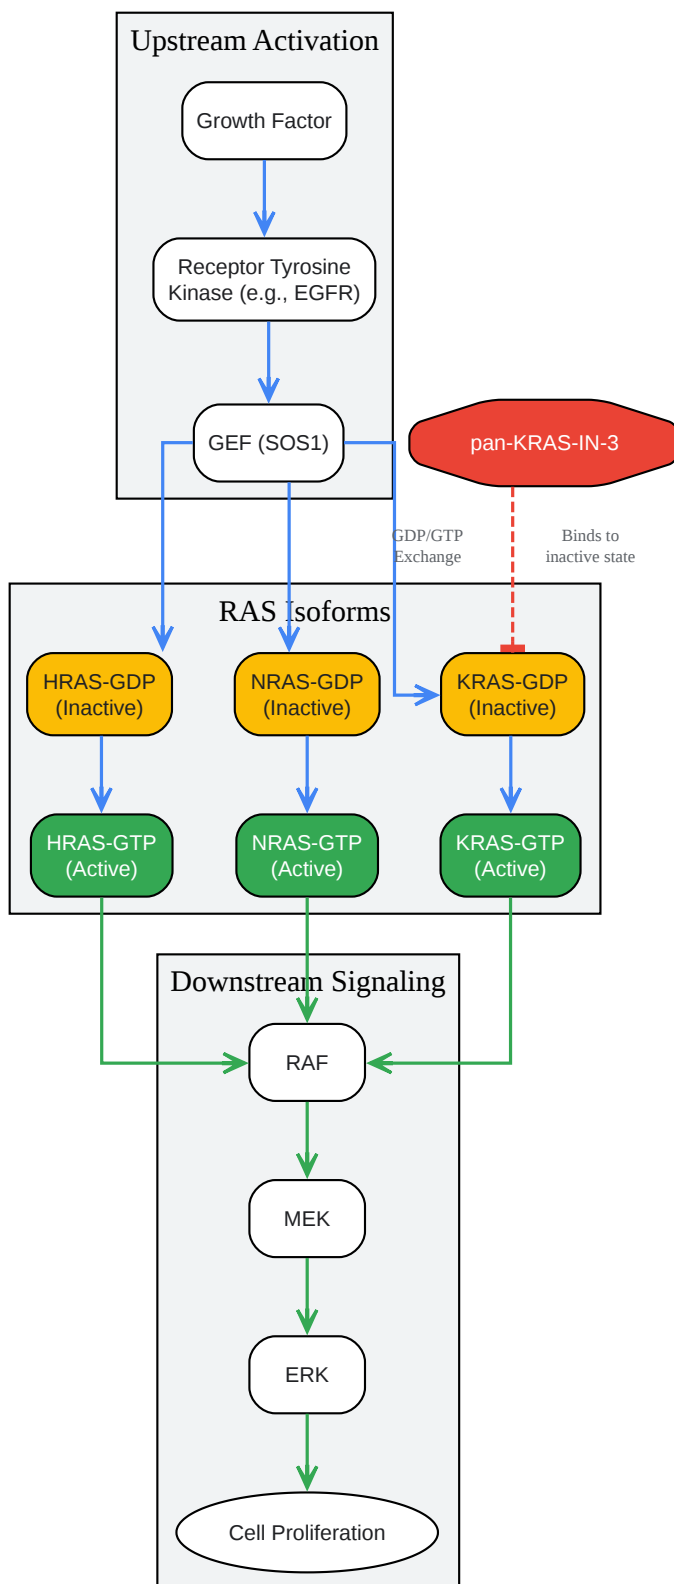 Upstream Activation
Growth Factor
Receptor Tyrosine
Kinase (e.g., EGFR)
GEF (SOS1)
pan-KRAS-IN-3
GDP/GTP
Exchange
Binds to
inactive state
RAS Isoforms
HRAS-GDP
(Inactive)
NRAS-GDP
(Inactive)
KRAS-GDP
(Inactive)
HRAS-GTP
(Active)
NRAS-GTP
(Active)
KRAS-GTP
(Active)
Downstream Signaling
RAF
MEK
ERK
Cell Proliferation